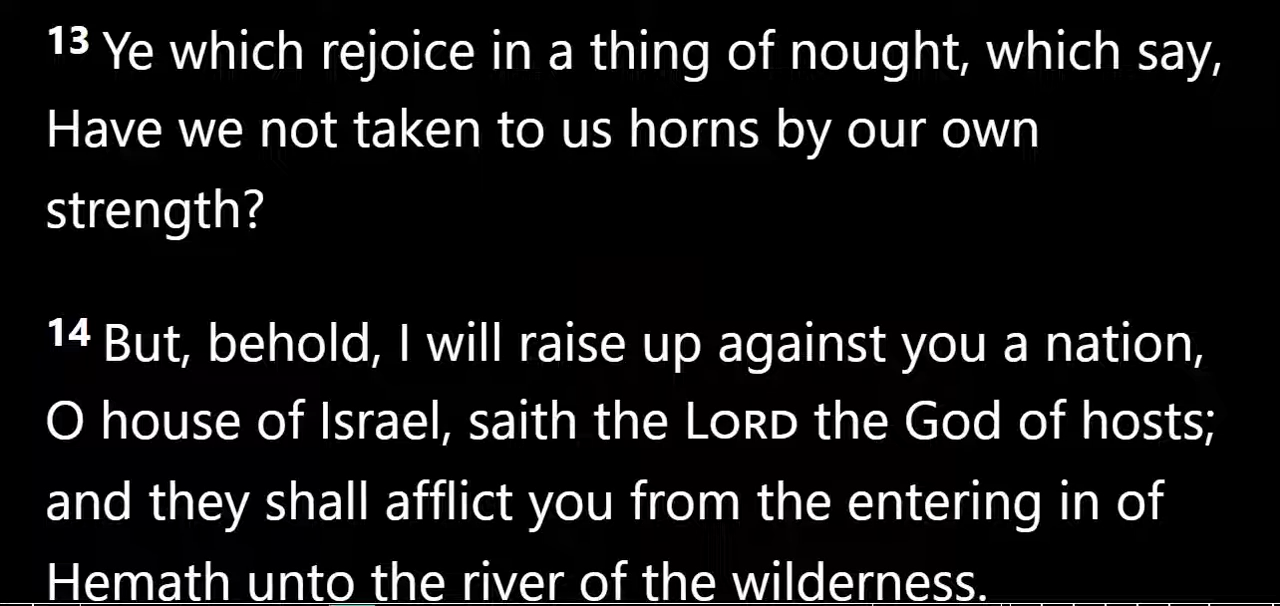 13 Ye which rejoice in a thing of nought, which say,
Have we not taken to us horns by our own
strength?
14 But, behold, I will raise up against you a nation,
O house of Israel, saith the LORD the God of hosts;
and they shall afflict you from the entering in of
Hemath unto the river of the wilderness.